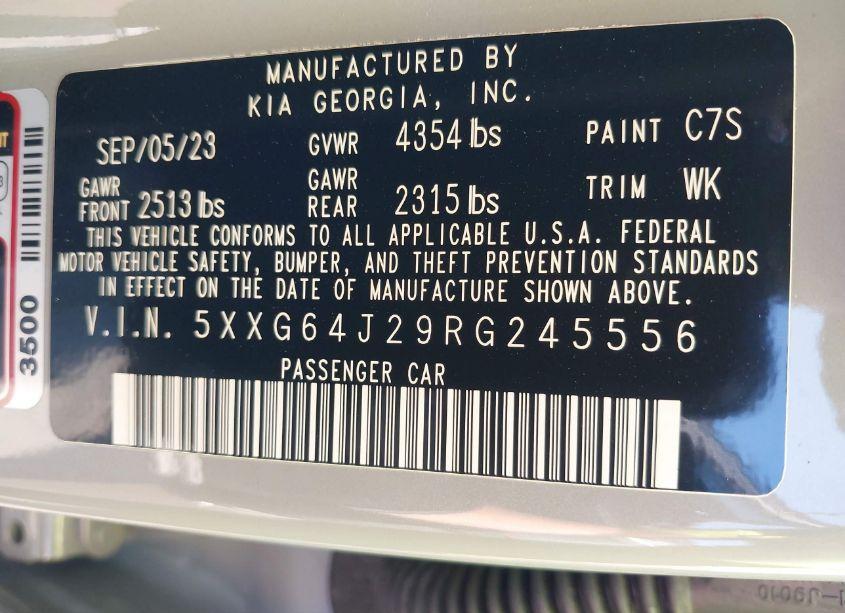 MANUFACTURED BY
KIA GEORGIA, INC.
SEP/05/23 GVWR 4354 lbs PAINT C7S
GAWR FRONT 2513 lbs GAWR REAR 2315 lbs TRIM WK
THIS VEHICLE CONFORMS TO ALL APPLICABLE U.S.A. FEDERAL
MOTOR VEHICLE SAFETY, BUMPER, AND THEFT PREVENTION STANDARDS
IN EFFECT ON THE DATE OF MANUFACTURE SHOWN ABOVE.
V.I.N. 5XXG64J29RG245556
PASSENGER CAR
3500